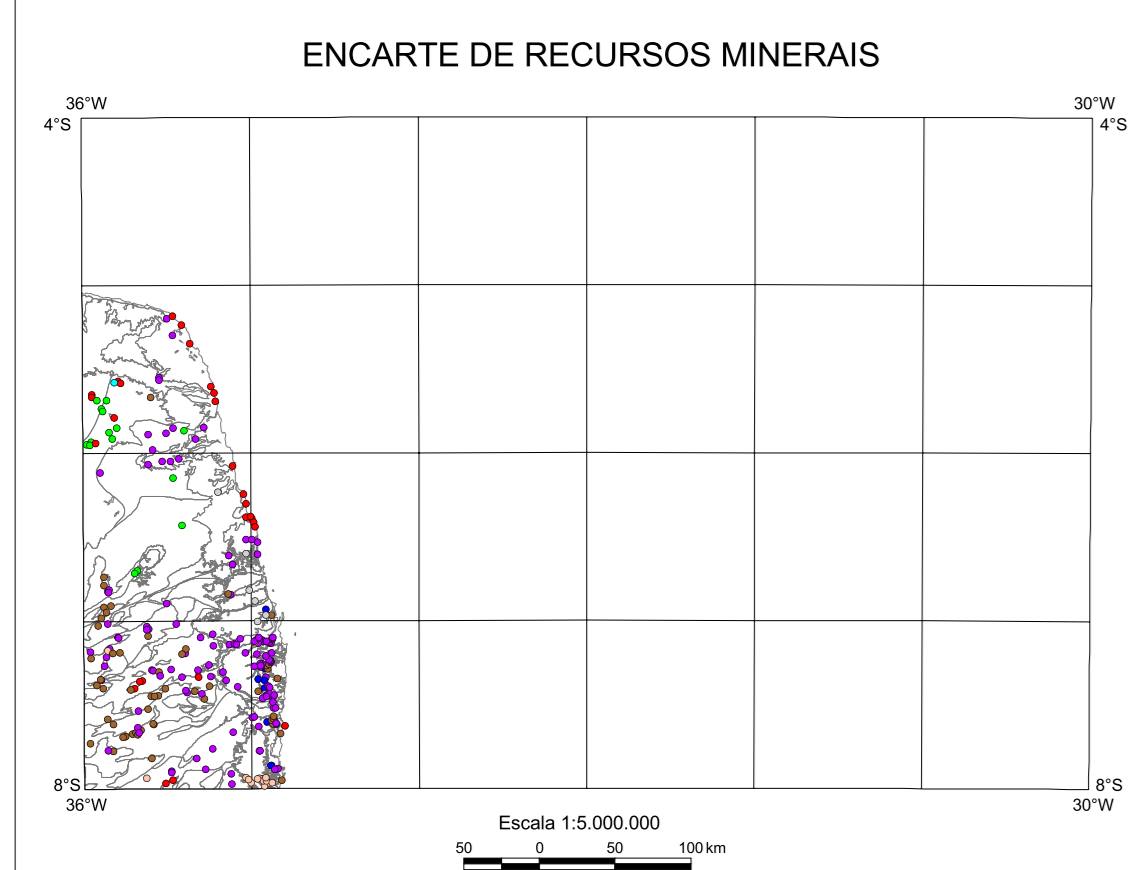 ENCARTE DE RECURSOS MINERAIS
36°W 30°W
4°S 4°S
8°S 8°S
36°W 30°W
Escala 1:5.000.000
50 0 50 100 km